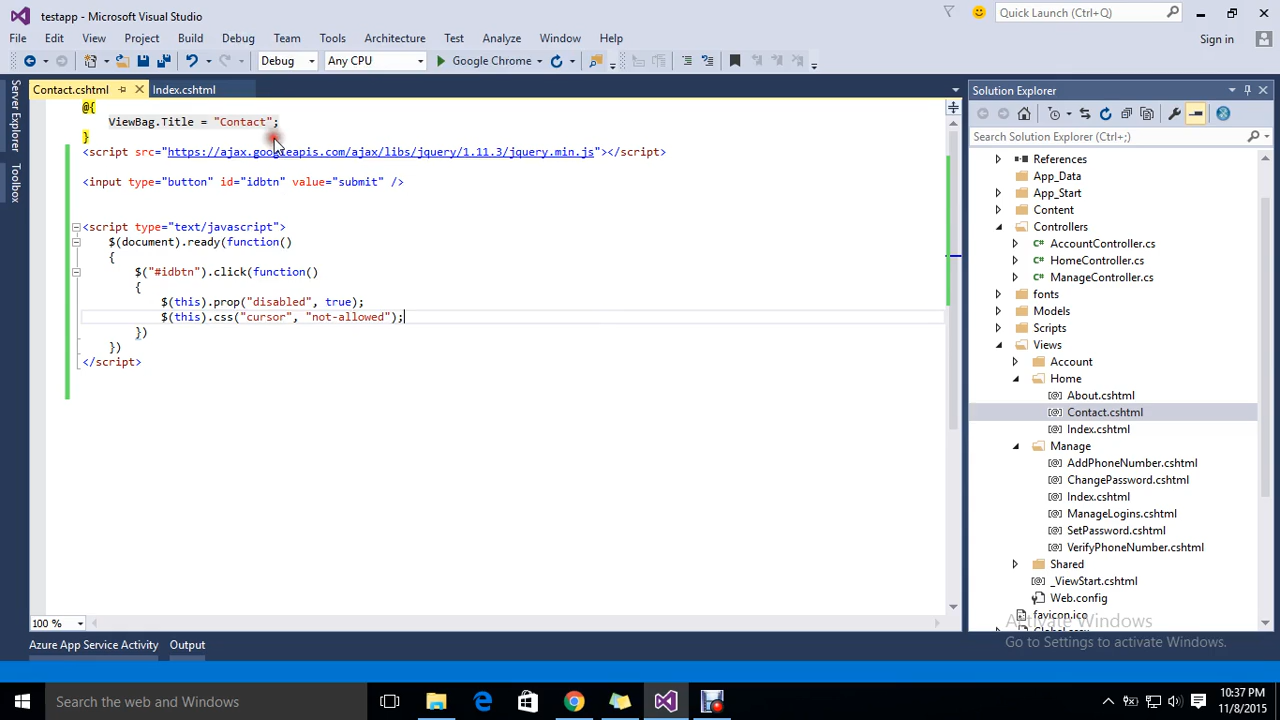 testapp - Microsoft Visual Studio
Quick Launch (Ctrl+Q)
File Edit View Project Build Debug Team Tools Architecture Test Analyze Window Help
Sign in
Debug Any CPU Google Chrome
Server Explorer
Toolbox
Contact.cshtml
Index.cshtml
@{
ViewBag.Title = "Contact";
}
<script src="https://ajax.googleapis.com/ajax/libs/jquery/1.11.3/jquery.min.js"></script>
<input type="button" id="idbtn" value="submit" />
<script type="text/javascript">
$(document).ready(function()
{
$("#idbtn").click(function()
{
$(this).prop("disabled", true);
$(this).css("cursor", "not-allowed");
})
})
</script>
100 %
Solution Explorer
Search Solution Explorer (Ctrl+;)
References
App_Data
App_Start
Content
Controllers
C# AccountController.cs
C# HomeController.cs
C# ManageController.cs
fonts
Models
Scripts
Views
Account
Home
[@] About.cshtml
[@] Contact.cshtml
[@] Index.cshtml
Manage
[@] AddPhoneNumber.cshtml
[@] ChangePassword.cshtml
[@] Index.cshtml
[@] ManageLogins.cshtml
[@] SetPassword.cshtml
[@] VerifyPhoneNumber.cshtml
Shared
[@] _ViewStart.cshtml
Web.config
favicon.ico
Activate Windows
Go to Settings to activate Windows.
Azure App Service Activity
Output
Search the web and Windows
10:37 PM
11/8/2015